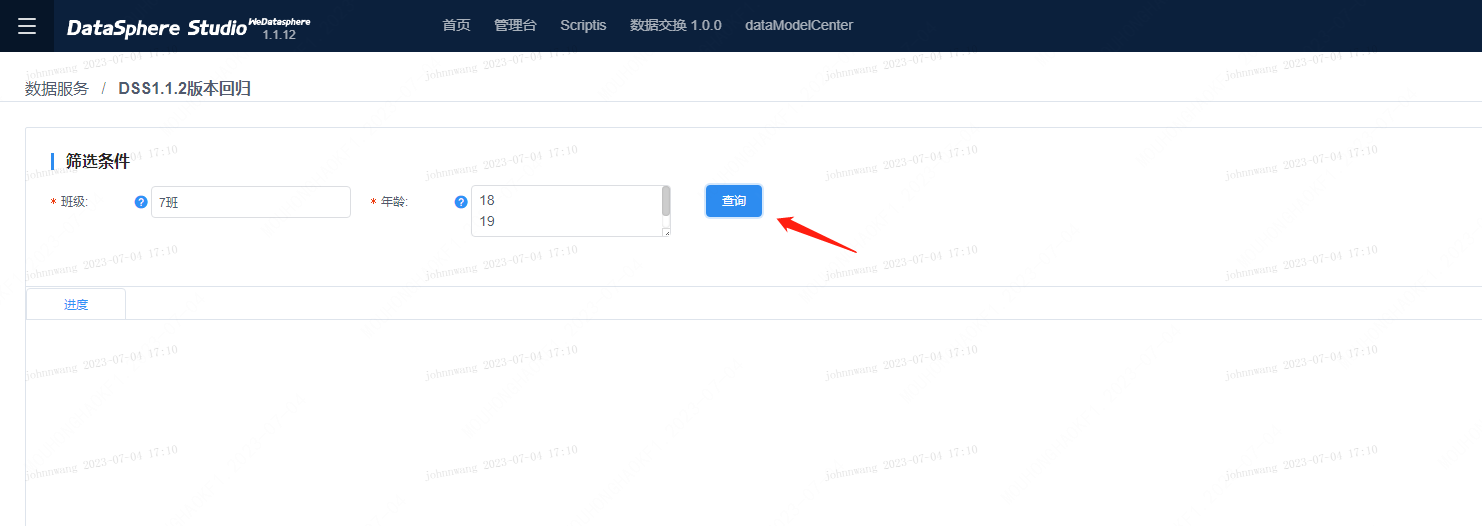 DataSphere Studio WeDatasphere 1.1.12
首页 管理台 Scriptis 数据交换 1.0.0 dataModelCenter
数据服务 / DSS1.1.2版本回归
筛选条件
* 班级: ? 7班 * 年龄: ? 18 查询
19
进度
johnwang 2023-07-04 17:10